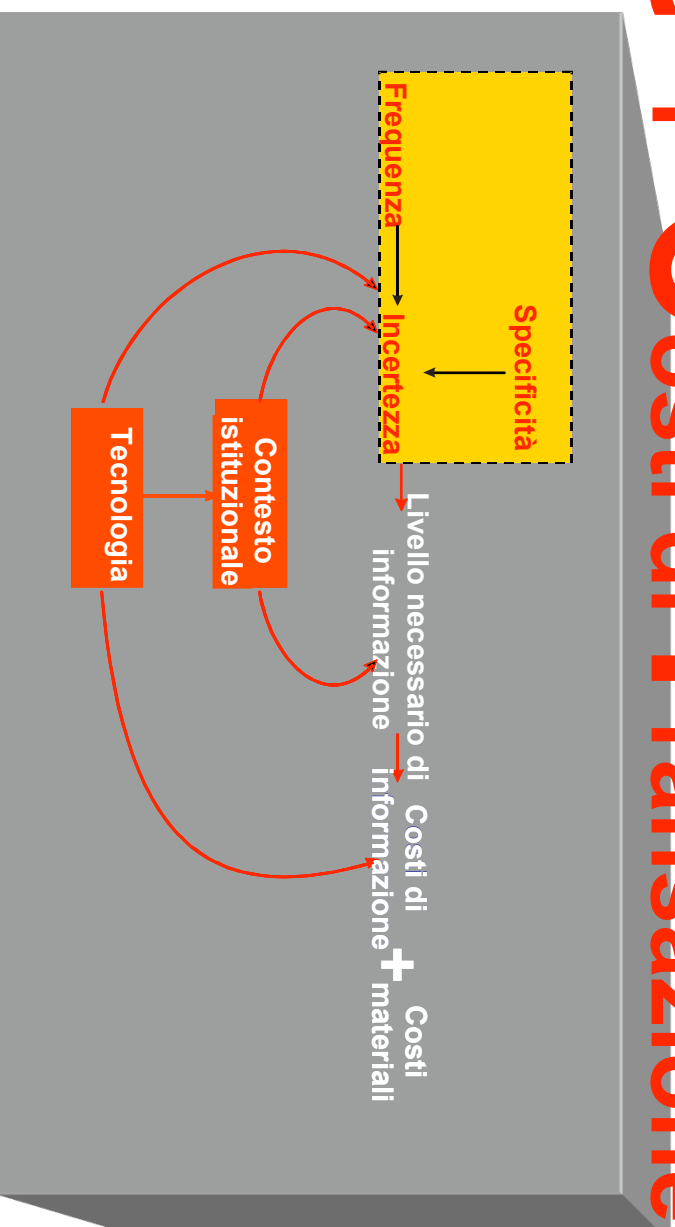 Costi di Transazione
Specificità
Frequenza
Incertezza
Livello necessario di
informazione
Costi di
informazione
+
Costi
materiali
Contesto
istituzionale
Tecnologia